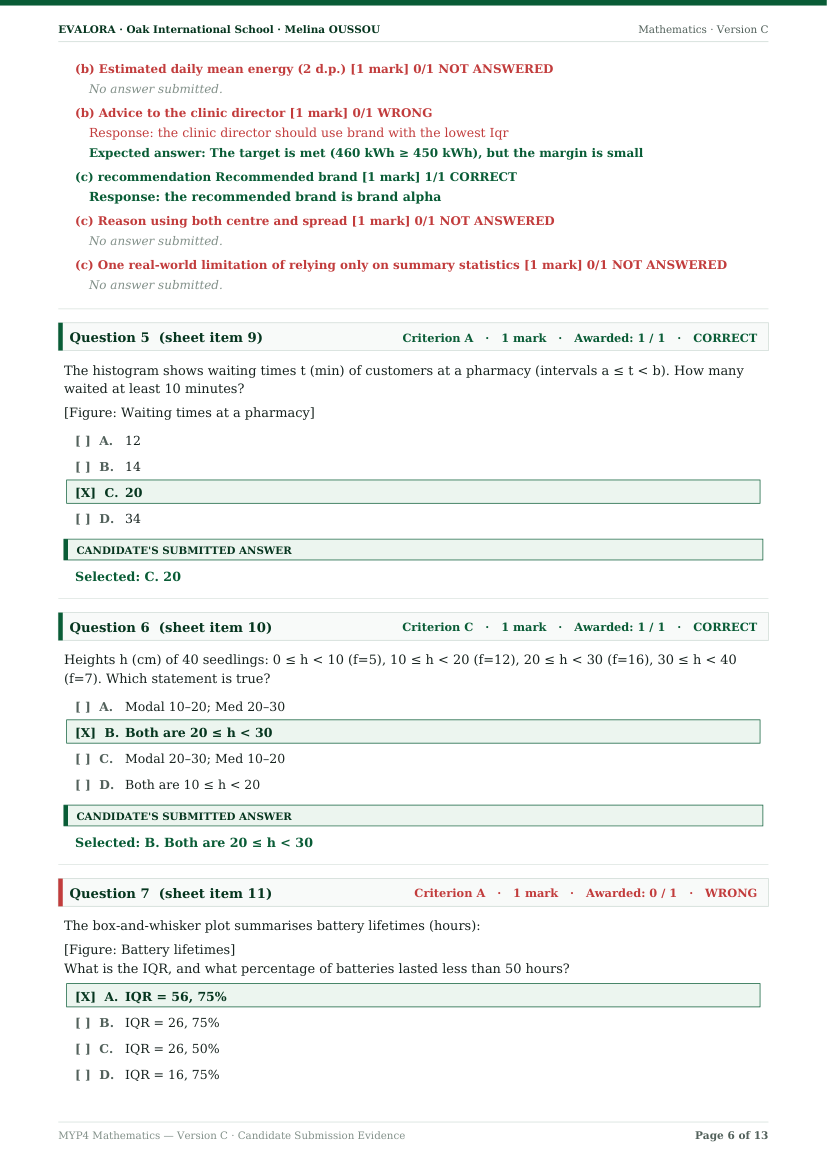 EVALORA · Oak International School · Melina OUSSOU
Mathematics · Version C
(b) Estimated daily mean energy (2 d.p.) [1 mark] 0/1 NOT ANSWERED
No answer submitted.
(b) Advice to the clinic director [1 mark] 0/1 WRONG
Response: the clinic director should use brand with the lowest Iqr
Expected answer: The target is met (460 kWh ≥ 450 kWh), but the margin is small
(c) recommendation Recommended brand [1 mark] 1/1 CORRECT
Response: the recommended brand is brand alpha
(c) Reason using both centre and spread [1 mark] 0/1 NOT ANSWERED
No answer submitted.
(c) One real-world limitation of relying only on summary statistics [1 mark] 0/1 NOT ANSWERED
No answer submitted.
Question 5 (sheet item 9)
Criterion A · 1 mark · Awarded: 1 / 1 · CORRECT
The histogram shows waiting times t (min) of customers at a pharmacy (intervals a ≤ t < b). How many
waited at least 10 minutes?
[Figure: Waiting times at a pharmacy]
[ ] A. 12
[ ] B. 14
[X] C. 20
[ ] D. 34
CANDIDATE'S SUBMITTED ANSWER
Selected: C. 20
Question 6 (sheet item 10)
Criterion C · 1 mark · Awarded: 1 / 1 · CORRECT
Heights h (cm) of 40 seedlings: 0 ≤ h < 10 (f=5), 10 ≤ h < 20 (f=12), 20 ≤ h < 30 (f=16), 30 ≤ h < 40
(f=7). Which statement is true?
[ ] A. Modal 10–20; Med 20–30
[X] B. Both are 20 ≤ h < 30
[ ] C. Modal 20–30; Med 10–20
[ ] D. Both are 10 ≤ h < 20
CANDIDATE'S SUBMITTED ANSWER
Selected: B. Both are 20 ≤ h < 30
Question 7 (sheet item 11)
Criterion A · 1 mark · Awarded: 0 / 1 · WRONG
The box-and-whisker plot summarises battery lifetimes (hours):
[Figure: Battery lifetimes]
What is the IQR, and what percentage of batteries lasted less than 50 hours?
[X] A. IQR = 56, 75%
[ ] B. IQR = 26, 75%
[ ] C. IQR = 26, 50%
[ ] D. IQR = 16, 75%
MYP4 Mathematics — Version C · Candidate Submission Evidence
Page 6 of 13